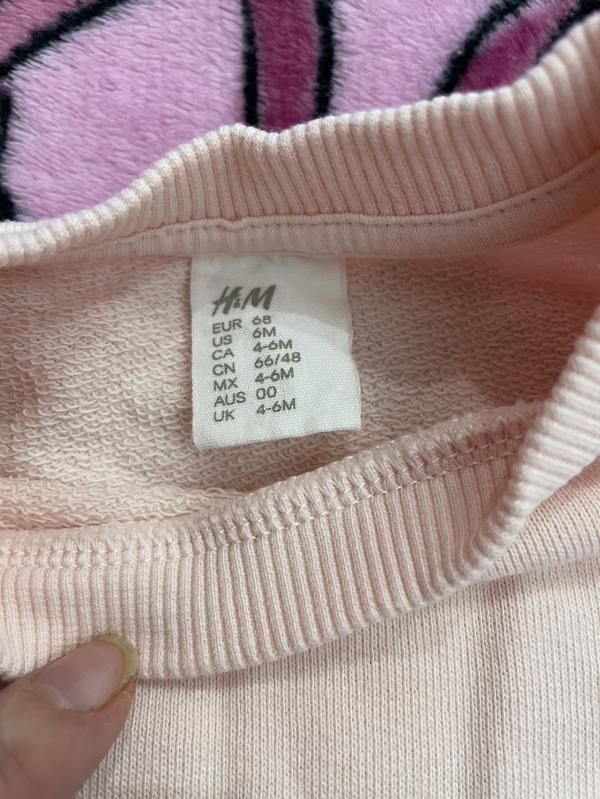 H&M
EUR 68
US 6M
CA 4-6M
CN 66/48
MX 4-6M
AUS 00
UK 4-6M